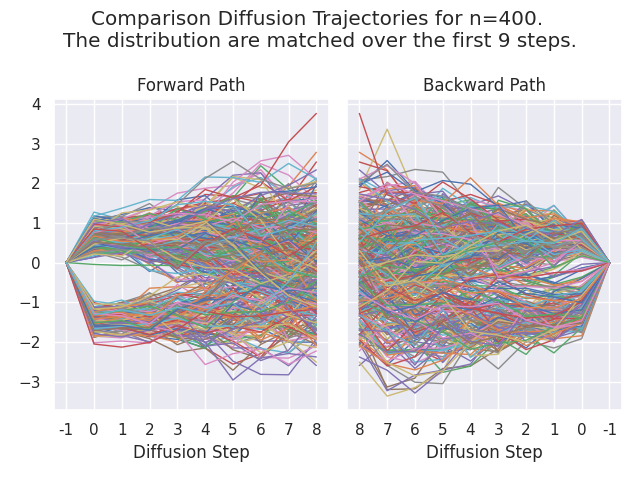 Comparison Diffusion Trajectories for n=400.
The distribution are matched over the first 9 steps.
Forward Path
Backward Path
4
3
2
1
0
−1
−2
−3
-1 0 1 2 3 4 5 6 7 8
8 7 6 5 4 3 2 1 0 -1
Diffusion Step
Diffusion Step